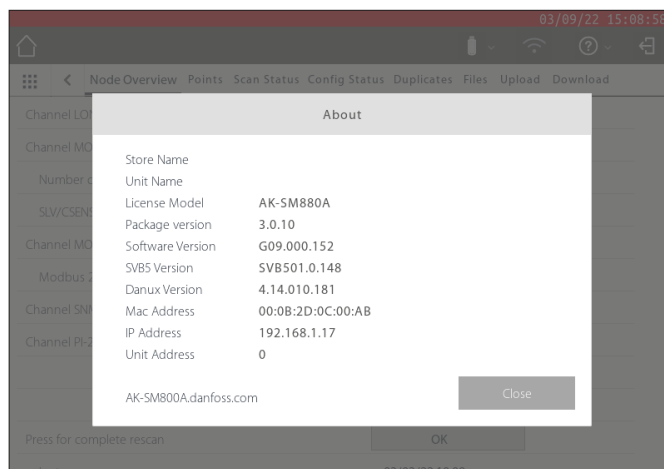 03/09/22 15:08:58
Node Overview Points Scan Status Config Status Duplicates Files Upload Download
About
Channel
Channel
Number
SLV/CSENS
Channel
Modbus
Channel
Channel
Store Name
Unit Name
License Model AK-SM880A
Package version 3.0.10
Software Version G09.000.152
SVB5 Version SVB501.0.148
Danux Version 4.14.010.181
Mac Address 00:0B:2D:0C:00:AB
IP Address 192.168.1.17
Unit Address 0
AK-SM800A.danfoss.com
Close
Press for complete rescan OK